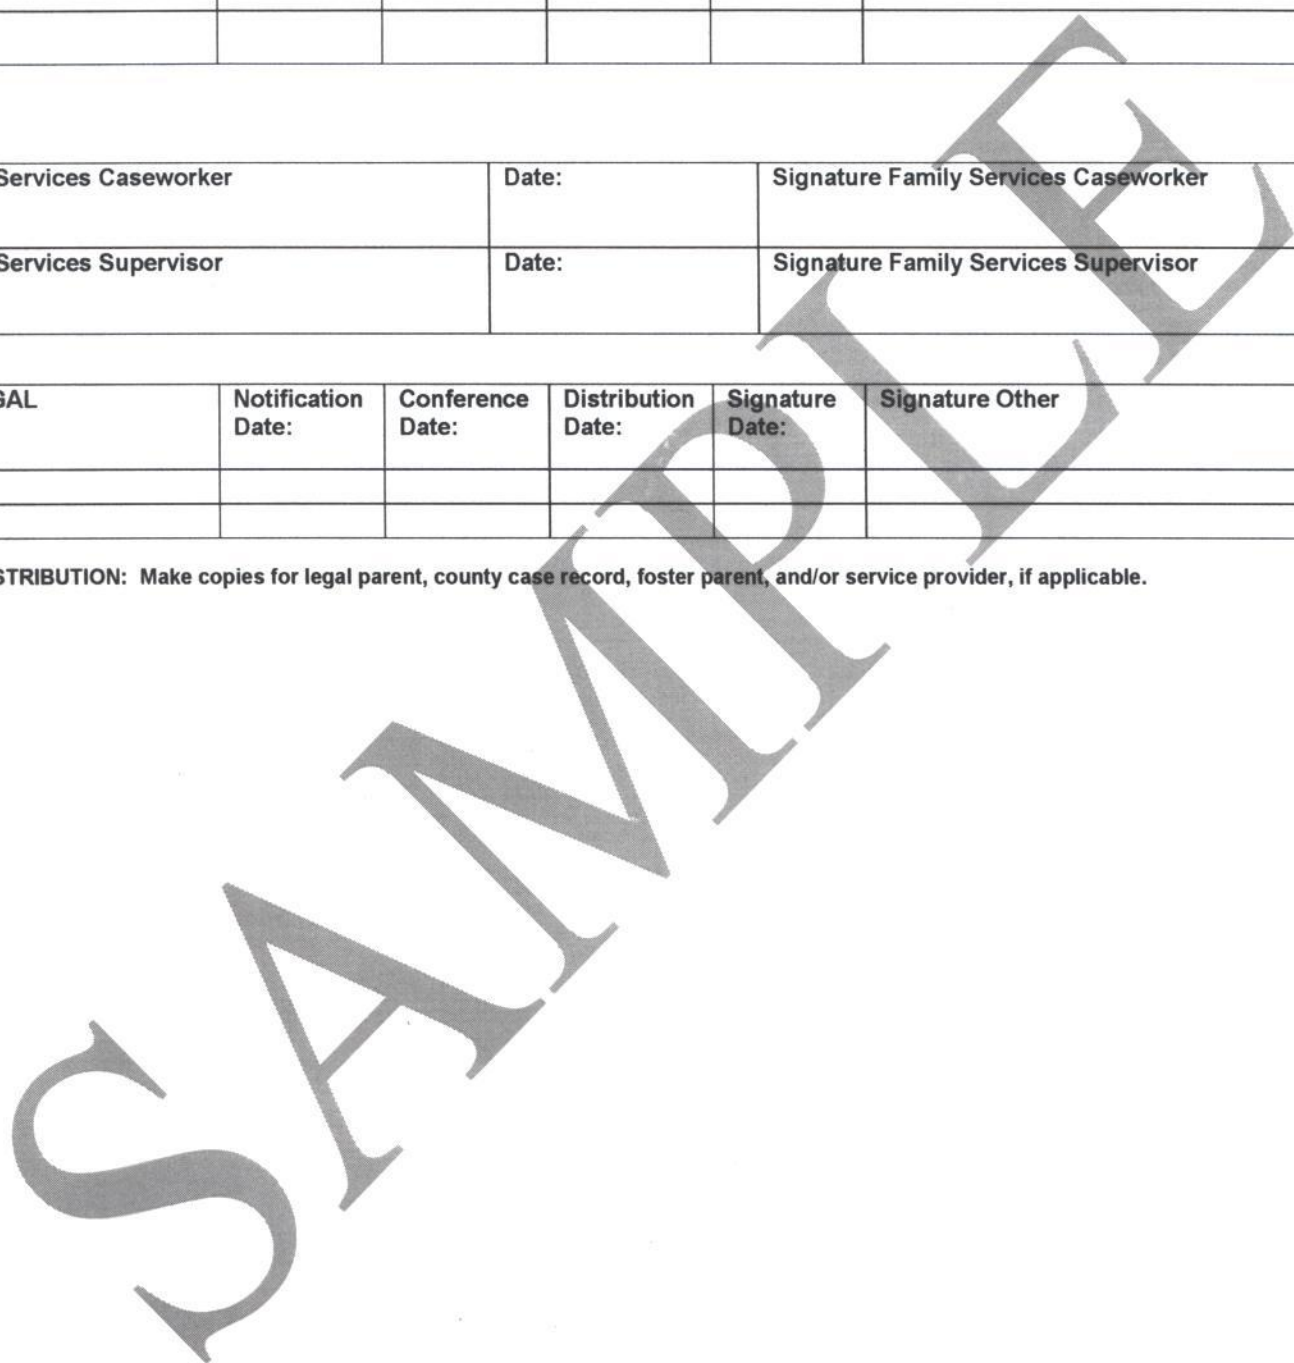 Services Caseworker Date: Signature Family Services Caseworker
Services Supervisor Date: Signature Family Services Supervisor
GAL Notification Date: Conference Date: Distribution Date: Signature Date: Signature Other
STRIBUTION: Make copies for legal parent, county case record, foster parent, and/or service provider, if applicable.
SAMPLE